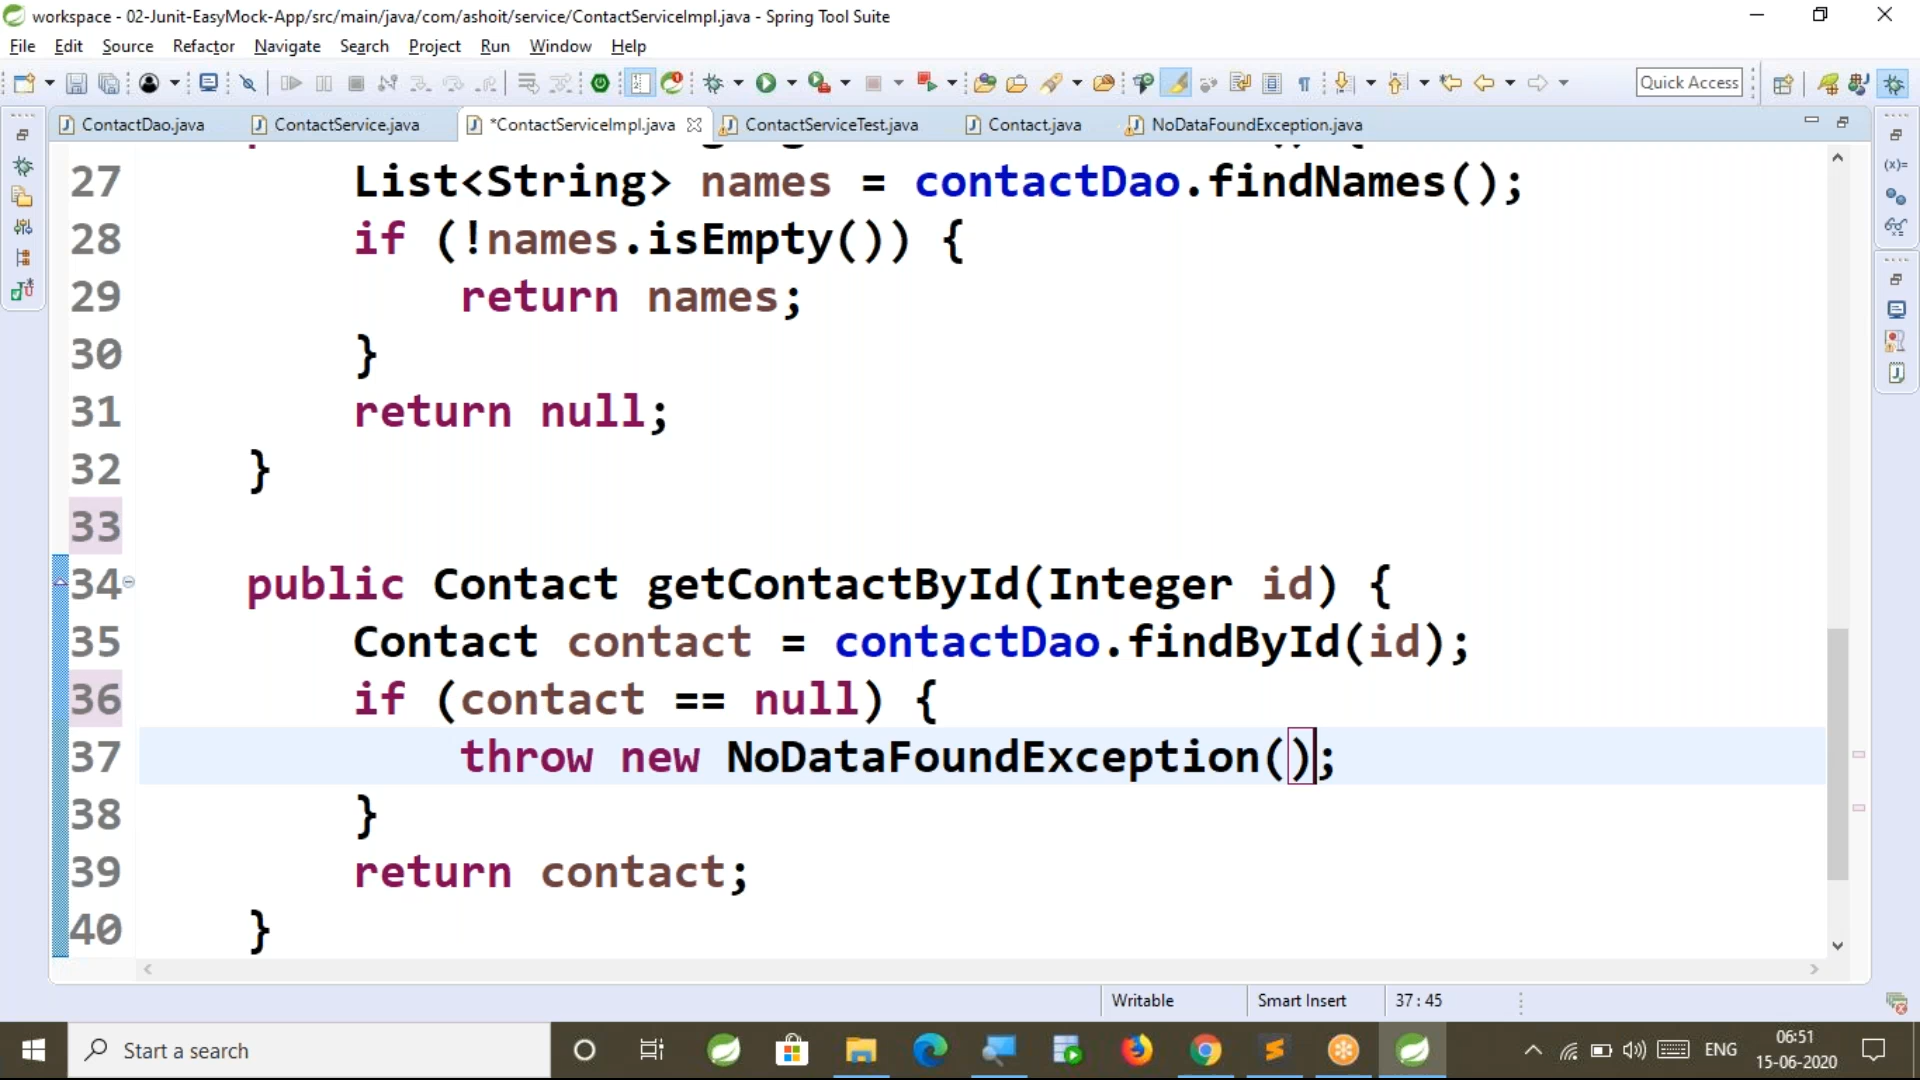 workspace - 02-Junit-EasyMock-App/src/main/java/com/ashoit/service/ContactServiceImpl.java - Spring Tool Suite
File Edit Source Refactor Navigate Search Project Run Window Help
Quick Access
ContactDao.java ContactService.java *ContactServiceImpl.java ContactServiceTest.java Contact.java NoDataFoundException.java
27 List<String> names = contactDao.findNames();
28 if (!names.isEmpty()) {
29 return names;
30 }
31 return null;
32 }
33
34 public Contact getContactById(Integer id) {
35 Contact contact = contactDao.findById(id);
36 if (contact == null) {
37 throw new NoDataFoundException();
38 }
39 return contact;
40 }
Writable Smart Insert 37 : 45
Start a search
ENG
06:51
15-06-2020